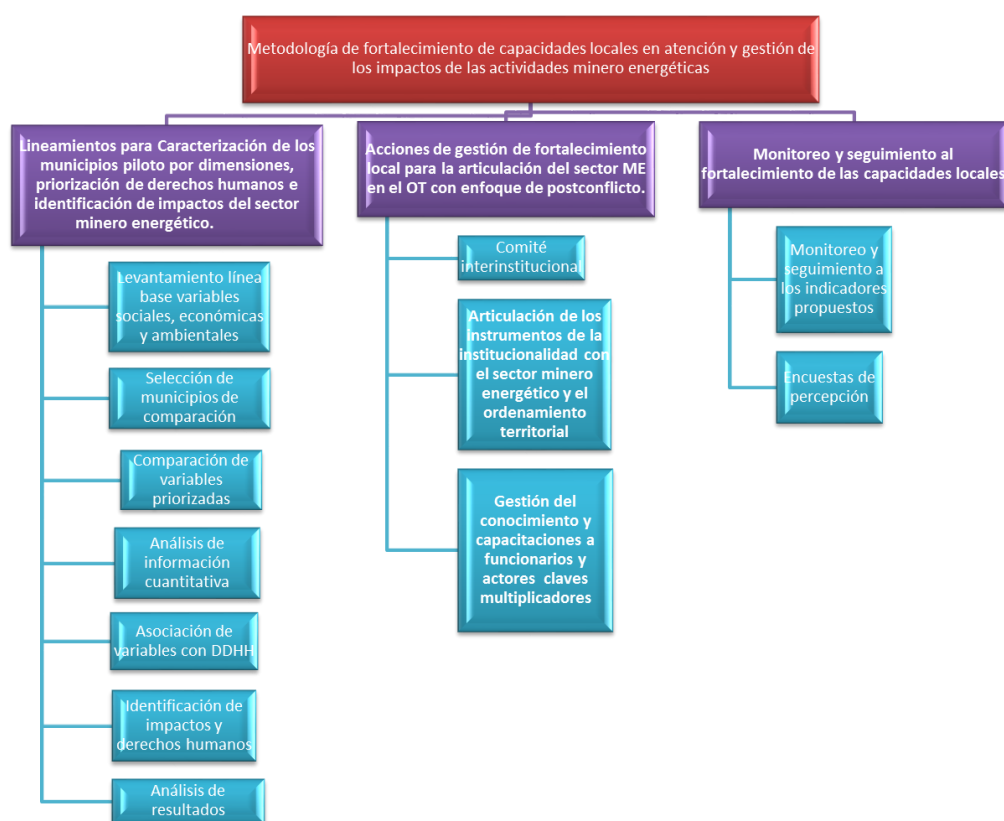 Metodología de fortalecimiento de capacidades locales en atención y gestión de
los impactos de las actividades minero energéticas
Lineamientos para Caracterización de los
municipios piloto por dimensiones,
priorización de derechos humanos e
identificación de impactos del sector
minero energético.
Levantamiento línea
base variables
sociales, económicas
y ambientales
Selección de
municipios de
comparación
Comparación de
variables
priorizadas
Análisis de
información
cuantitativa
Asociación de
variables con DDHH
Identificación de
impactos y
derechos humanos
Análisis de
resultados
Acciones de gestión de fortalecimiento
local para la articulación del sector ME
en el OT con enfoque de postconflicto.
Comité
interinstitucional
Articulación de los
instrumentos de la
institucionalidad con
el sector minero
energético y el
ordenamiento
territorial
Gestión del
conocimiento y
capacitaciones a
funcionarios y
actores claves
multiplicadores
Monitoreo y seguimiento al
fortalecimiento de las capacidades locales
Monitoreo y
seguimiento a
los indicadores
propuestos
Encuestas de
percepción